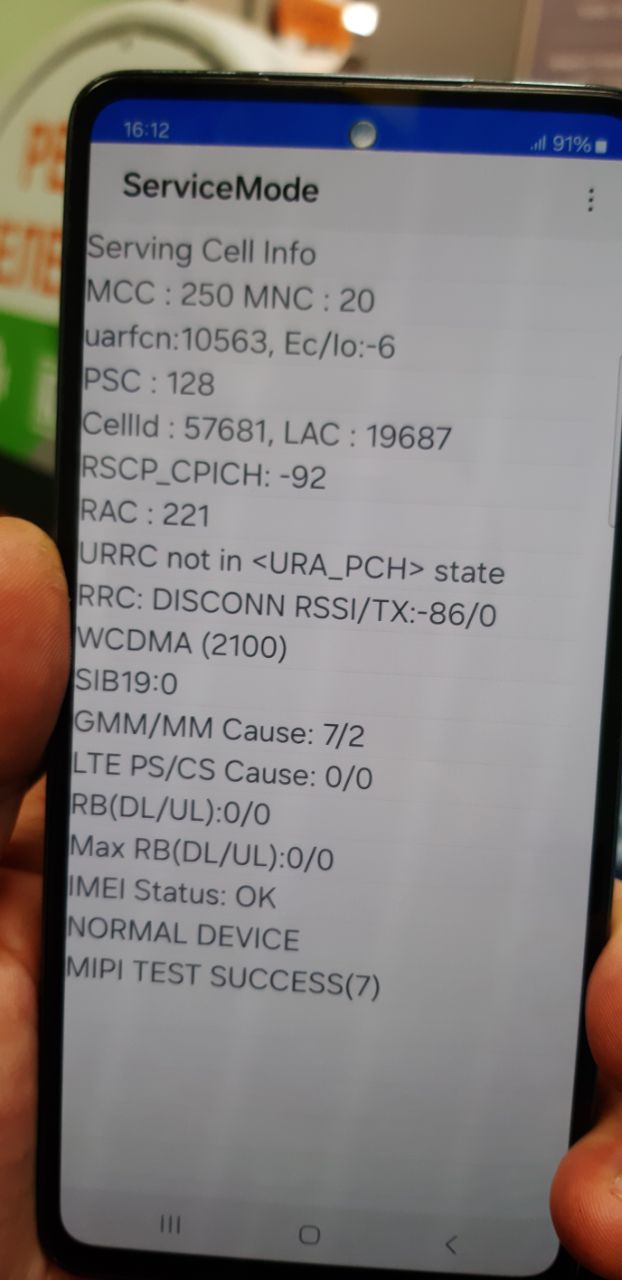 16:12
91%
ServiceMode
Serving Cell Info
MCC : 250 MNC : 20
uarfcn:10563, Ec/Io:-6
PSC : 128
CellId : 57681, LAC : 19687
RSCP_CPICH: -92
RAC : 221
URRC not in <URA_PCH> state
RRC: DISCONN RSSI/TX:-86/0
WCDMA (2100)
SIB19:0
GMM/MM Cause: 7/2
LTE PS/CS Cause: 0/0
RB(DL/UL):0/0
Max RB(DL/UL):0/0
IMEI Status: OK
NORMAL DEVICE
MIPI TEST SUCCESS(7)